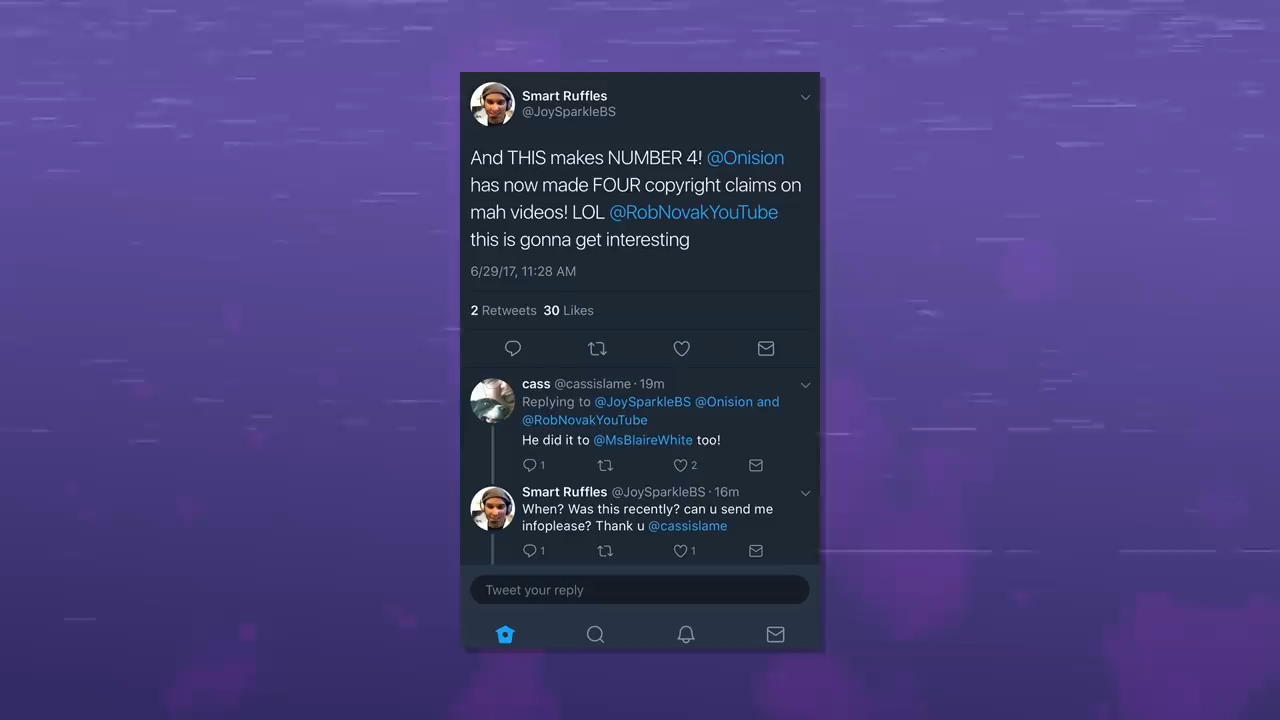 Smart Ruffles
@JoySparkleBS
And THIS makes NUMBER 4! @Onision
has now made FOUR copyright claims on
mah videos! LOL @RobNovakYouTube
this is gonna get interesting
6/29/17, 11:28 AM
2 Retweets 30 Likes
cass @cassislame · 19m
Replying to @JoySparkleBS @Onision and
@RobNovakYouTube
He did it to @MsBlaireWhite too!
1 2
Smart Ruffles @JoySparkleBS · 16m
When? Was this recently? can u send me
infoplease? Thank u @cassislame
1 1
Tweet your reply